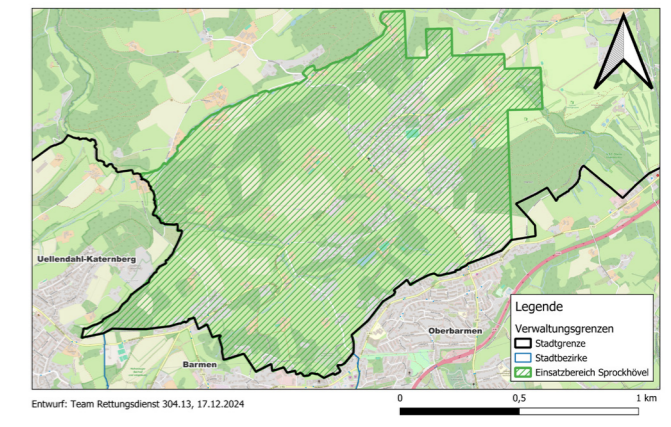 Uellendahl-Katernberg
Barmen
Oberbarmen
Legende
Verwaltungsgrenzen
Stadtgrenze
Stadtbezirke
Einsatzbereich Sprockhövel
Entwurf: Team Rettungsdienst 304.13, 17.12.2024
0 0,5 1 km